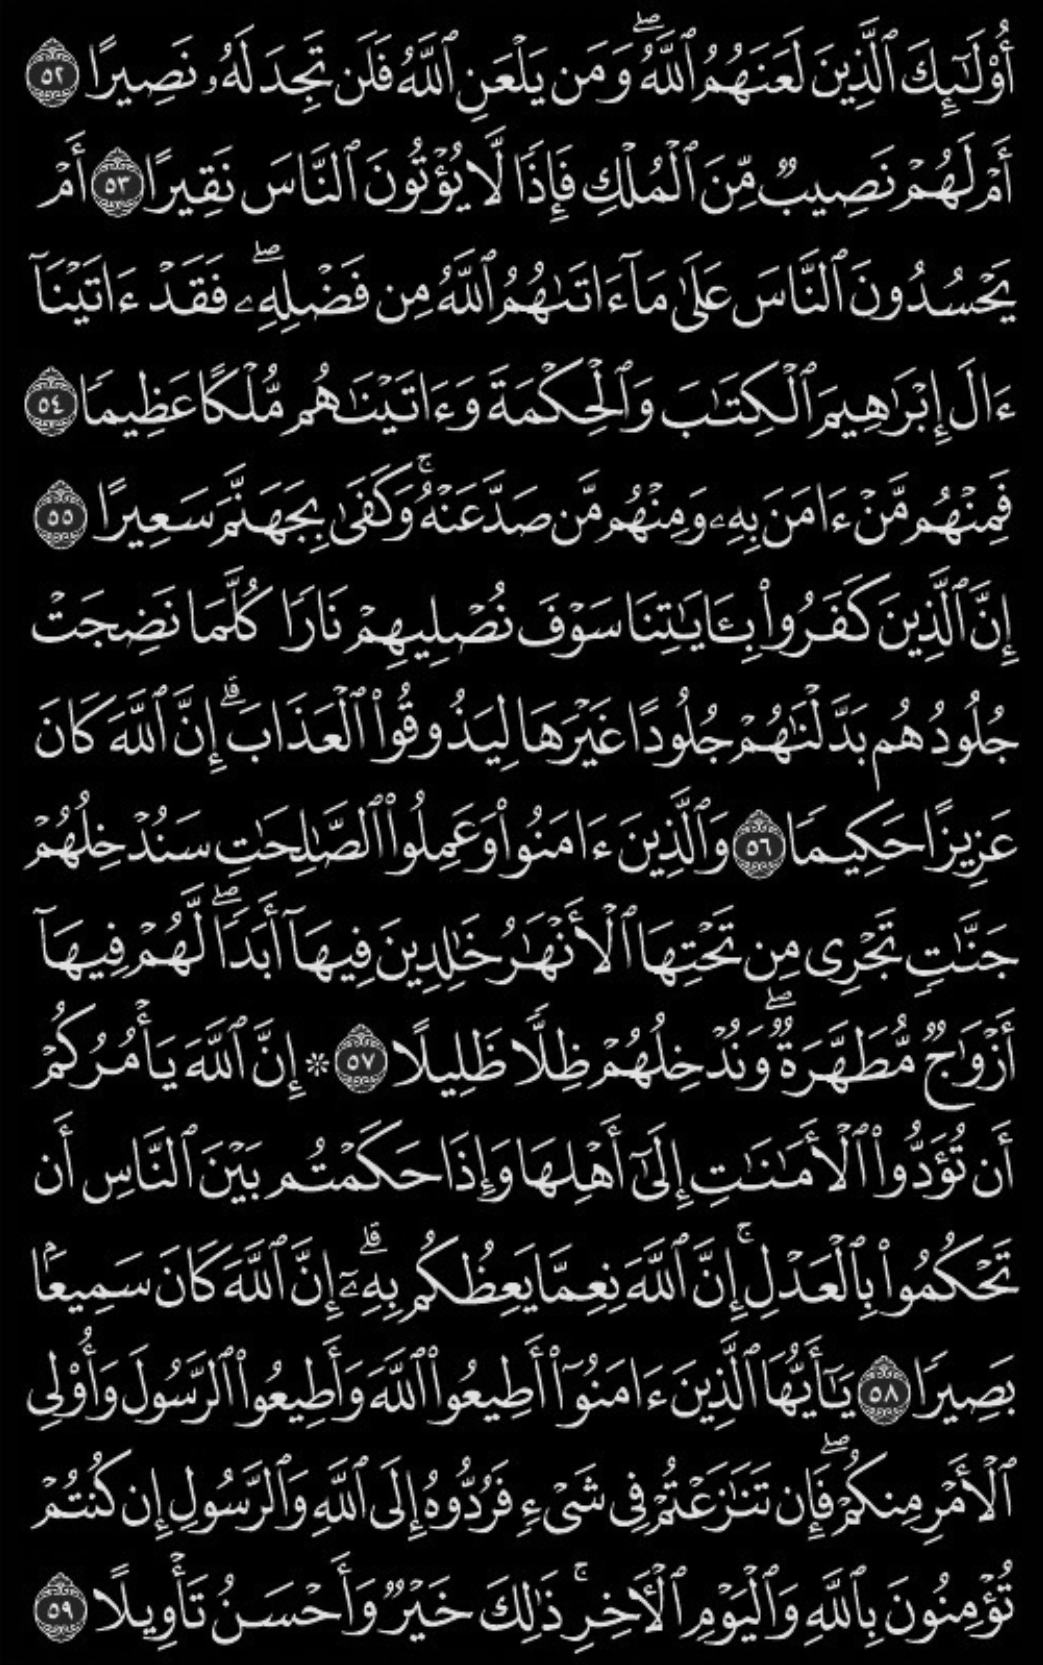 أُوْلَٰٓئِكَ ٱلَّذِينَ لَعَنَهُمُ ٱللَّهُۖ وَمَن يَلْعَنِ ٱللَّهُ فَلَن تَجِدَ لَهُۥ نَصِيرًا ٥٢
أَمْ لَهُمْ نَصِيبٌ مِّنَ ٱلْمُلْكِ فَإِذًا لَّا يُؤْتُونَ ٱلنَّاسَ نَقِيرًا ٥٣ أَمْ
يَحْسُدُونَ ٱلنَّاسَ عَلَىٰ مَآ ءَاتَىٰهُمُ ٱللَّهُ مِن فَضْلِهِۦۖ فَقَدْ ءَاتَيْنَآ
ءَالَ إِبْرَٰهِيمَ ٱلْكِتَٰبَ وَٱلْحِكْمَةَ وَءَاتَيْنَٰهُم مُّلْكًا عَظِيمًا ٥٤
فَمِنْهُم مَّنْ ءَامَنَ بِهِۦ وَمِنْهُم مَّن صَدَّ عَنْهُۚ وَكَفَىٰ بِجَهَنَّمَ سَعِيرًا ٥٥
إِنَّ ٱلَّذِينَ كَفَرُواْ بِـَٔايَٰتِنَا سَوْفَ نُصْلِيهِمْ نَارًا كُلَّمَا نَضِجَتْ
جُلُودُهُم بَدَّلْنَٰهُمْ جُلُودًا غَيْرَهَا لِيَذُوقُواْ ٱلْعَذَابَۗ إِنَّ ٱللَّهَ كَانَ
عَزِيزًا حَكِيمًا ٥٦ وَٱلَّذِينَ ءَامَنُواْ وَعَمِلُواْ ٱلصَّٰلِحَٰتِ سَنُدْخِلُهُمْ
جَنَّٰتٍ تَجْرِى مِن تَحْتِهَا ٱلْأَنْهَٰرُ خَٰلِدِينَ فِيهَآ أَبَدًاۖ لَّهُمْ فِيهَآ
أَزْوَٰجٌ مُّطَهَّرَةٌۖ وَنُدْخِلُهُمْ ظِلًّا ظَلِيلًا ٥٧ ۞ إِنَّ ٱللَّهَ يَأْمُرُكُمْ
أَن تُؤَدُّواْ ٱلْأَمَٰنَٰتِ إِلَىٰٓ أَهْلِهَا وَإِذَا حَكَمْتُم بَيْنَ ٱلنَّاسِ أَن
تَحْكُمُواْ بِٱلْعَدْلِۚ إِنَّ ٱللَّهَ نِعِمَّا يَعِظُكُم بِهِۦٓۗ إِنَّ ٱللَّهَ كَانَ سَمِيعًۢا
بَصِيرًا ٥٨ يَٰٓأَيُّهَا ٱلَّذِينَ ءَامَنُوٓاْ أَطِيعُواْ ٱللَّهَ وَأَطِيعُواْ ٱلرَّسُولَ وَأُوْلِى
ٱلْأَمْرِ مِنكُمْۖ فَإِن تَنَٰزَعْتُمْ فِى شَىْءٍ فَرُدُّوهُ إِلَى ٱللَّهِ وَٱلرَّسُولِ إِن كُنتُمْ
تُؤْمِنُونَ بِٱللَّهِ وَٱلْيَوْمِ ٱلْءَاخِرِۚ ذَٰلِكَ خَيْرٌ وَأَحْسَنُ تَأْوِيلًا ٥٩